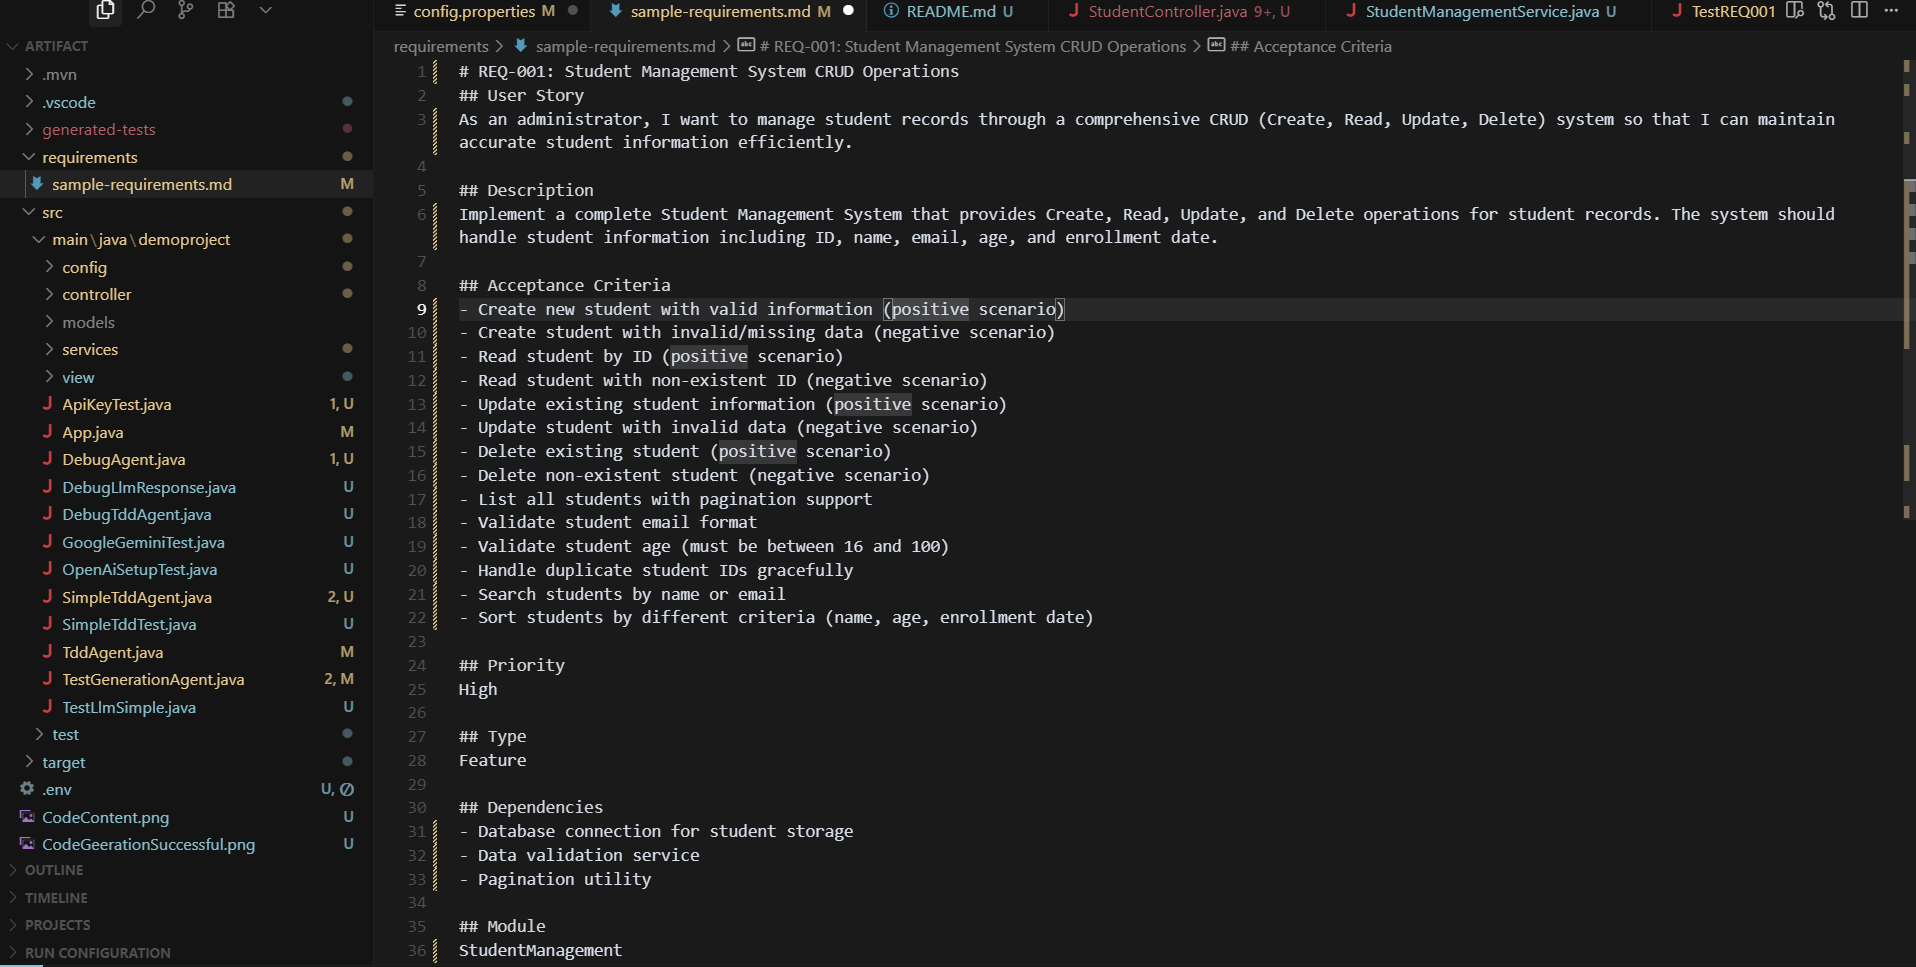 config.properties M
sample-requirements.md M
README.md U
StudentController.java 9+, U
StudentManagementService.java U
TestREQ001
ARTIFACT
.mvn
.vscode
generated-tests
requirements
sample-requirements.md M
src
main\java\demoproject
config
controller
models
services
view
ApiKeyTest.java 1, U
App.java M
DebugAgent.java 1, U
DebugLlmResponse.java U
DebugTddAgent.java U
GoogleGeminiTest.java U
OpenAiSetupTest.java U
SimpleTddAgent.java 2, U
SimpleTddTest.java U
TddAgent.java M
TestGenerationAgent.java 2, M
TestLlmSimple.java U
test
target
.env U,
CodeContent.png U
CodeGeerationSuccessful.png U
OUTLINE
TIMELINE
PROJECTS
RUN CONFIGURATION
requirements > sample-requirements.md > abc # REQ-001: Student Management System CRUD Operations > abc ## Acceptance Criteria
1 # REQ-001: Student Management System CRUD Operations
2 ## User Story
3 As an administrator, I want to manage student records through a comprehensive CRUD (Create, Read, Update, Delete) system so that I can maintain
accurate student information efficiently.
4
5 ## Description
6 Implement a complete Student Management System that provides Create, Read, Update, and Delete operations for student records. The system should
handle student information including ID, name, email, age, and enrollment date.
7
8 ## Acceptance Criteria
9 - Create new student with valid information (positive scenario)
10 - Create student with invalid/missing data (negative scenario)
11 - Read student by ID (positive scenario)
12 - Read student with non-existent ID (negative scenario)
13 - Update existing student information (positive scenario)
14 - Update student with invalid data (negative scenario)
15 - Delete existing student (positive scenario)
16 - Delete non-existent student (negative scenario)
17 - List all students with pagination support
18 - Validate student email format
19 - Validate student age (must be between 16 and 100)
20 - Handle duplicate student IDs gracefully
21 - Search students by name or email
22 - Sort students by different criteria (name, age, enrollment date)
23
24 ## Priority
25 High
26
27 ## Type
28 Feature
29
30 ## Dependencies
31 - Database connection for student storage
32 - Data validation service
33 - Pagination utility
34
35 ## Module
36 StudentManagement